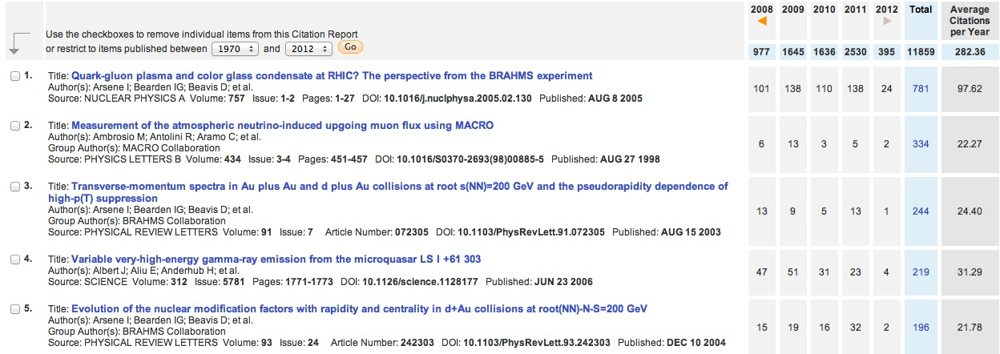 2008 2009 2010 2011 2012 Total Average Citations per Year
Use the checkboxes to remove individual items from this Citation Report
or restrict to items published between 1970 and 2012 Go
977 1645 1636 2530 395 11859 282.36
1. Title: Quark-gluon plasma and color glass condensate at RHIC? The perspective from the BRAHMS experiment
Author(s): Arsene I; Bearden IG; Beavis D; et al.
Source: NUCLEAR PHYSICS A Volume: 757 Issue: 1-2 Pages: 1-27 DOI: 10.1016/j.nuclphysa.2005.02.130 Published: AUG 8 2005
101 138 110 138 24 781 97.62
2. Title: Measurement of the atmospheric neutrino-induced upgoing muon flux using MACRO
Author(s): Ambrosio M; Antolini R; Aramo C; et al.
Group Author(s): MACRO Collaboration
Source: PHYSICS LETTERS B Volume: 434 Issue: 3-4 Pages: 451-457 DOI: 10.1016/S0370-2693(98)00885-5 Published: AUG 27 1998
6 13 3 5 2 334 22.27
3. Title: Transverse-momentum spectra in Au plus Au and d plus Au collisions at root s(NN)=200 GeV and the pseudorapidity dependence of
high-p(T) suppression
Author(s): Arsene I; Bearden IG; Beavis D; et al.
Group Author(s): BRAHMS Collaboration
Source: PHYSICAL REVIEW LETTERS Volume: 91 Issue: 7 Article Number: 072305 DOI: 10.1103/PhysRevLett.91.072305 Published: AUG 15 2003
13 9 5 13 1 244 24.40
4. Title: Variable very-high-energy gamma-ray emission from the microquasar LS I +61 303
Author(s): Albert J; Aliu E; Anderhub H; et al.
Source: SCIENCE Volume: 312 Issue: 5781 Pages: 1771-1773 DOI: 10.1126/science.1128177 Published: JUN 23 2006
47 51 31 23 4 219 31.29
5. Title: Evolution of the nuclear modification factors with rapidity and centrality in d+Au collisions at root(NN)-N-S=200 GeV
Author(s): Arsene I; Bearden IG; Beavis D; et al.
Group Author(s): BRAHMS Collaboration
Source: PHYSICAL REVIEW LETTERS Volume: 93 Issue: 24 Article Number: 242303 DOI: 10.1103/PhysRevLett.93.242303 Published: DEC 10 2004
15 19 16 32 2 196 21.78